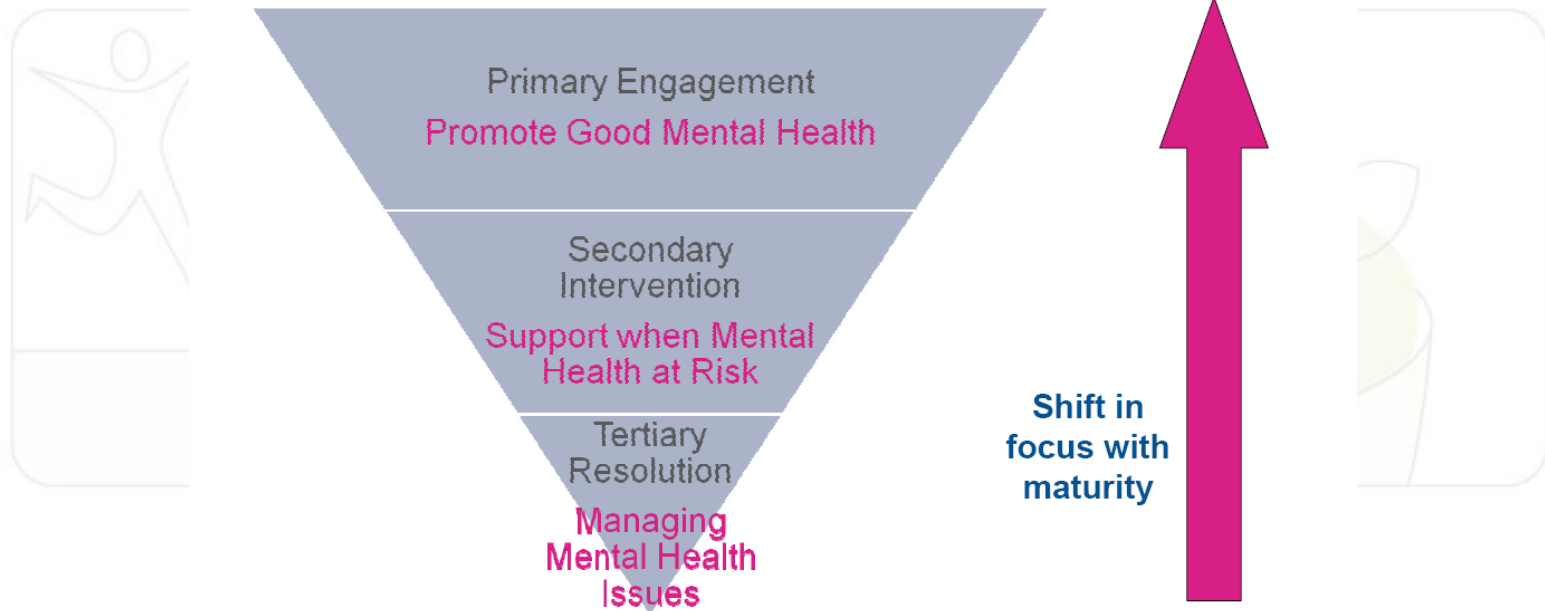 Primary Engagement
Promote Good Mental Health
Secondary
Intervention
Support when Mental
Health at Risk
Tertiary
Resolution
Managing
Mental Health
Issues
Shift in
focus with
maturity